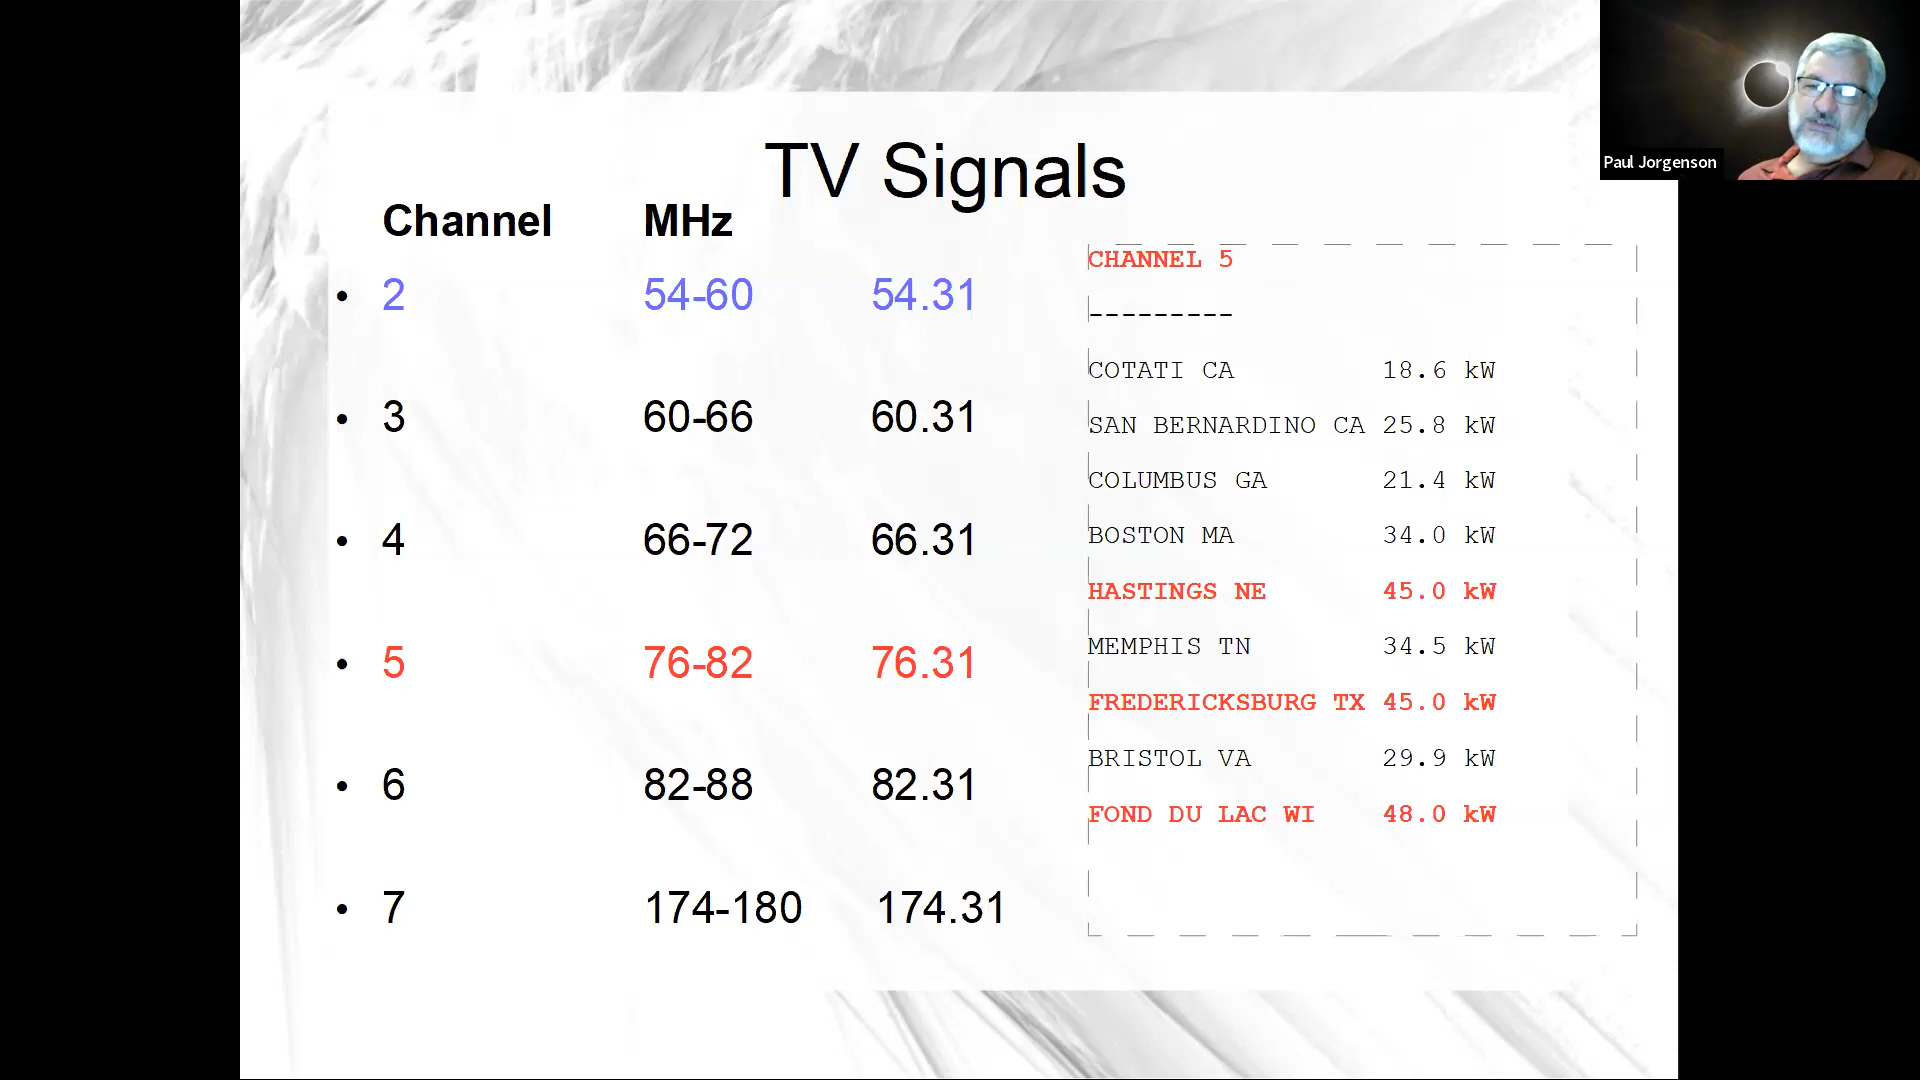 TV Signals
Channel MHz
• 2 54-60 54.31
• 3 60-66 60.31
• 4 66-72 66.31
• 5 76-82 76.31
• 6 82-88 82.31
• 7 174-180 174.31
CHANNEL 5
---------
COTATI CA 18.6 kW
SAN BERNARDINO CA 25.8 kW
COLUMBUS GA 21.4 kW
BOSTON MA 34.0 kW
HASTINGS NE 45.0 kW
MEMPHIS TN 34.5 kW
FREDERICKSBURG TX 45.0 kW
BRISTOL VA 29.9 kW
FOND DU LAC WI 48.0 kW
Paul Jorgenson